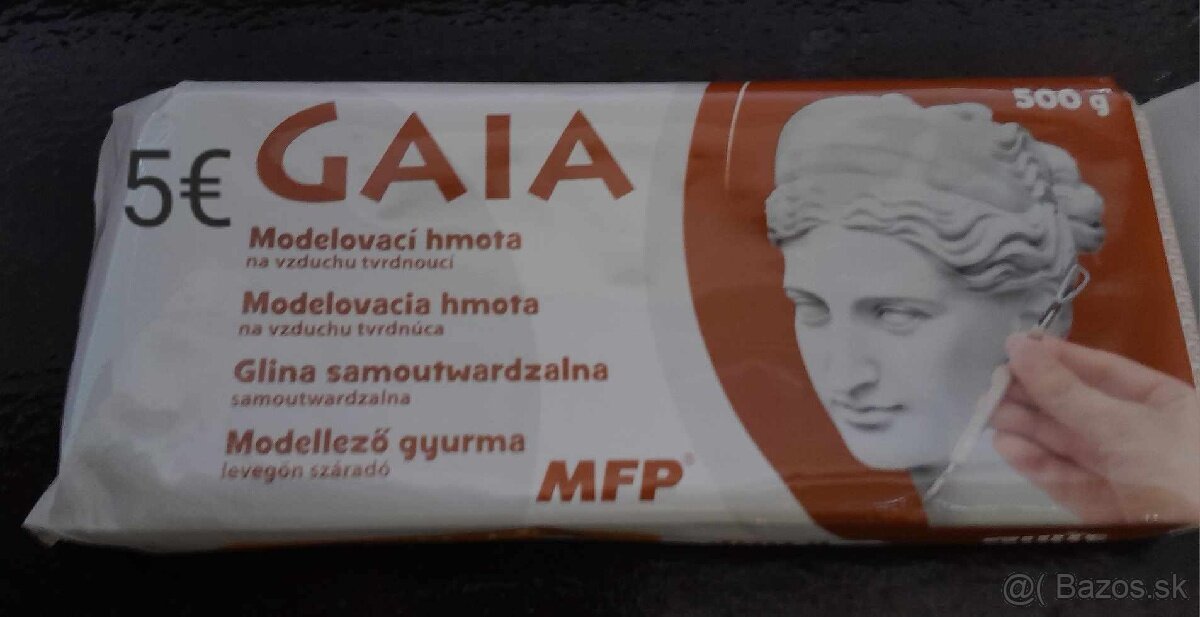 500 g
5€
GAIA
Modelovací hmota
na vzduchu tvrdnoucí
Modelovacia hmota
na vzduchu tvrdnúca
Glina samoutwardzalna
samoutwardzalna
Modellező gyurma
levegőn száradó
MFP®
@( Bazos.sk